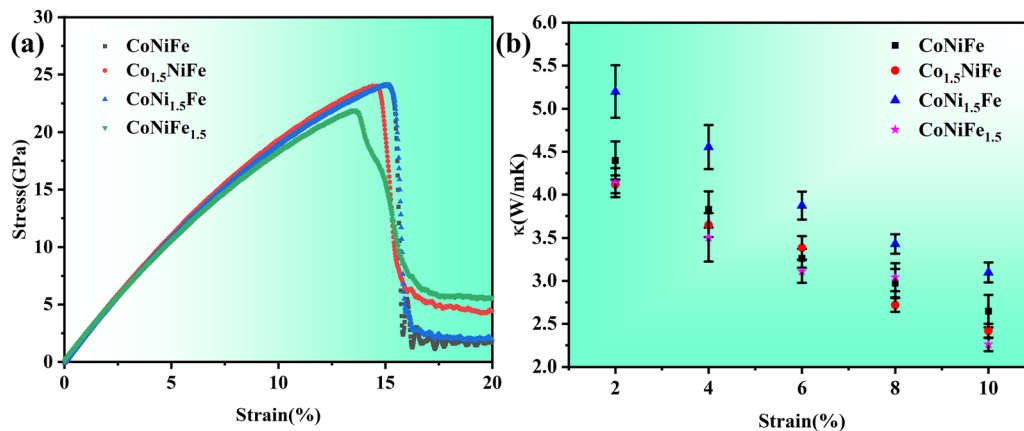 (a)
CoNiFe
Co₁.₅NiFe
CoNi₁.₅Fe
CoNiFe₁.₅
Stress(GPa)
30
25
20
15
10
5
0
0 5 10 15 20
Strain(%)
(b)
CoNiFe
Co₁.₅NiFe
CoNi₁.₅Fe
CoNiFe₁.₅
κ(W/mK)
6.0
5.5
5.0
4.5
4.0
3.5
3.0
2.5
2.0
2 4 6 8 10
Strain(%)